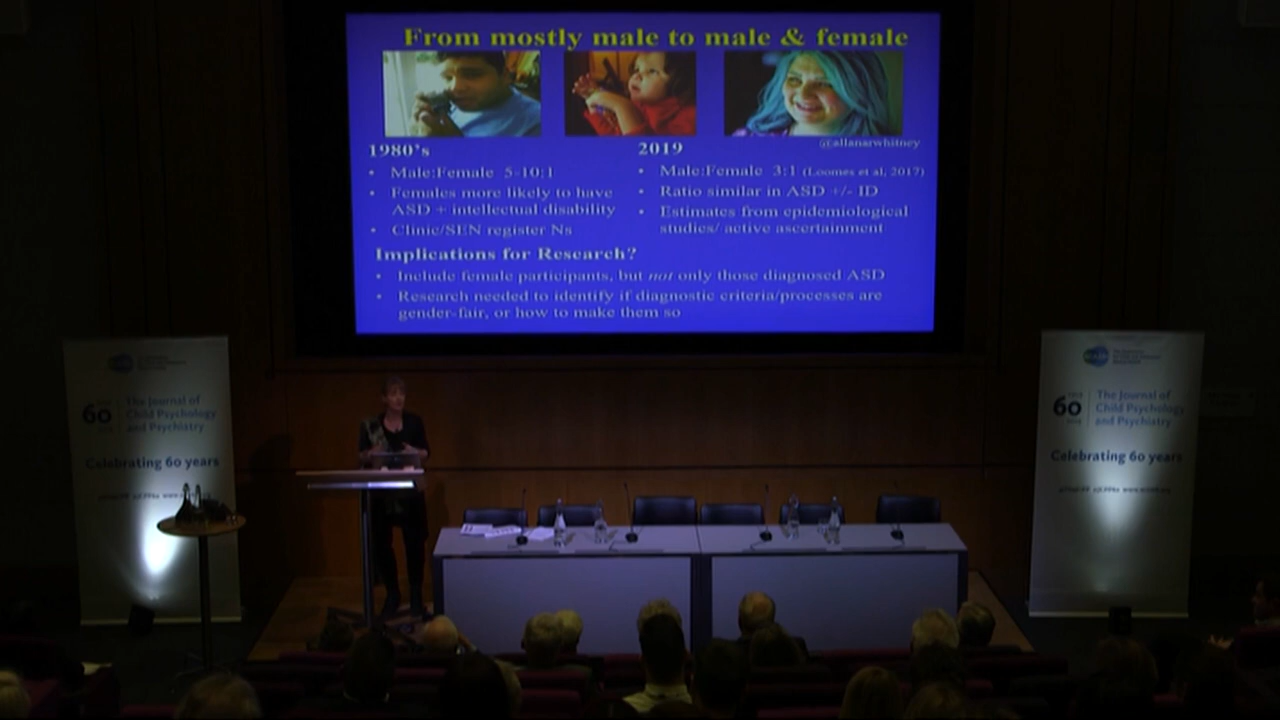 From mostly male to male & female
@allanarwhitney
1980's
• Male:Female 5-10:1
• Females more likely to have
ASD + intellectual disability
• Clinic/SEN register Ns
2019
• Male:Female 3:1 (Loomes et al, 2017)
• Ratio similar in ASD +/- ID
• Estimates from epidemiological
studies/ active ascertainment
Implications for Research?
• Include female participants, but not only those diagnosed ASD
• Research needed to identify if diagnostic criteria/processes are
gender-fair, or how to make them so
60
The Journal of
Child Psychology
and Psychiatry
Celebrating 60 years
60
The Journal of
Child Psychology
and Psychiatry
Celebrating 60 years